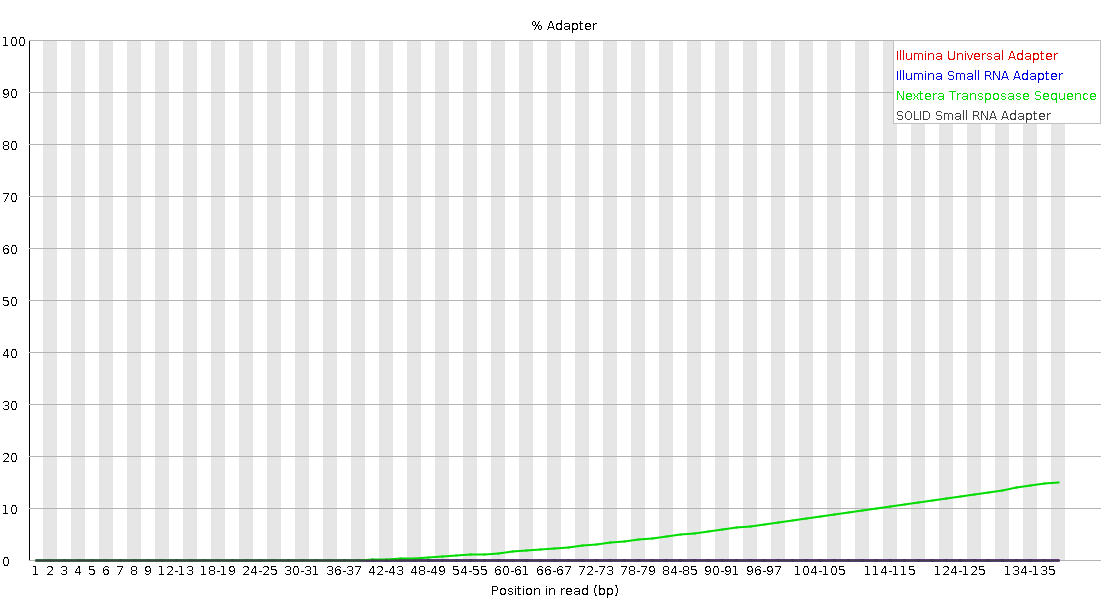 % Adapter
100
Illumina Universal Adapter
Illumina Small RNA Adapter
Nextera Transposase Sequence
SOLID Small RNA Adapter
90
80
70
60
50
40
30
20
10
0
1 2 3 4 5 6 7 8 9 12-13 18-19 24-25 30-31 36-37 42-43 48-49 54-55 60-61 66-67 72-73 78-79 84-85 90-91 96-97 104-105 114-115 124-125 134-135
Position in read (bp)